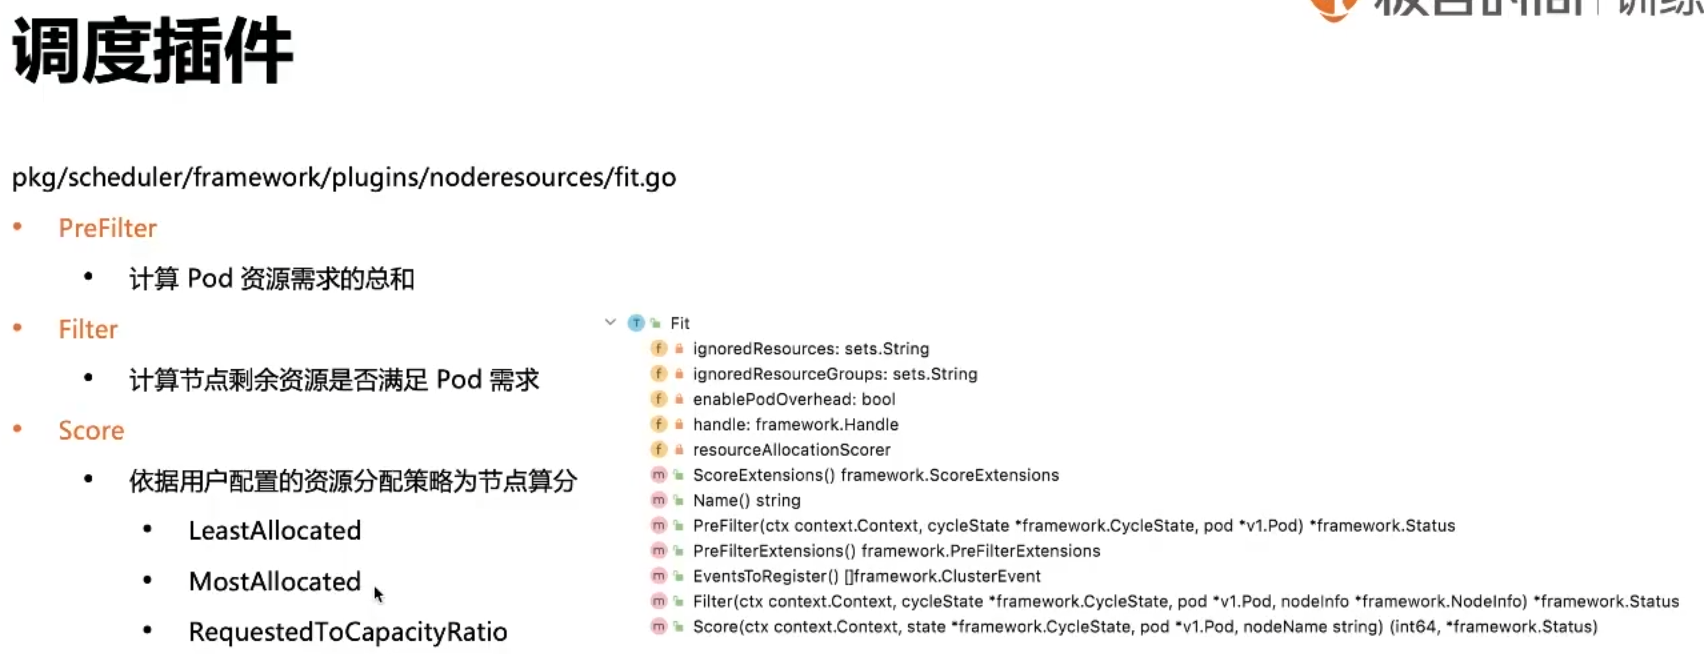 调度插件
pkg/scheduler/framework/plugins/noderesources/fit.go
• PreFilter
• 计算 Pod 资源需求的总和
• Filter
• 计算节点剩余资源是否满足 Pod 需求
• Score
• 依据用户配置的资源分配策略为节点算分
• LeastAllocated
• MostAllocated
• RequestedToCapacityRatio
T Fit
f ignoredResources: sets.String
f ignoredResourceGroups: sets.String
f enablePodOverhead: bool
f handle: framework.Handle
f resourceAllocationScorer
m ScoreExtensions() framework.ScoreExtensions
m Name() string
m PreFilter(ctx context.Context, cycleState *framework.CycleState, pod *v1.Pod) *framework.Status
m PreFilterExtensions() framework.PreFilterExtensions
m EventsToRegister() []framework.ClusterEvent
m Filter(ctx context.Context, cycleState *framework.CycleState, pod *v1.Pod, nodeInfo *framework.NodeInfo) *framework.Status
m Score(ctx context.Context, state *framework.CycleState, pod *v1.Pod, nodeName string) (int64, *framework.Status)